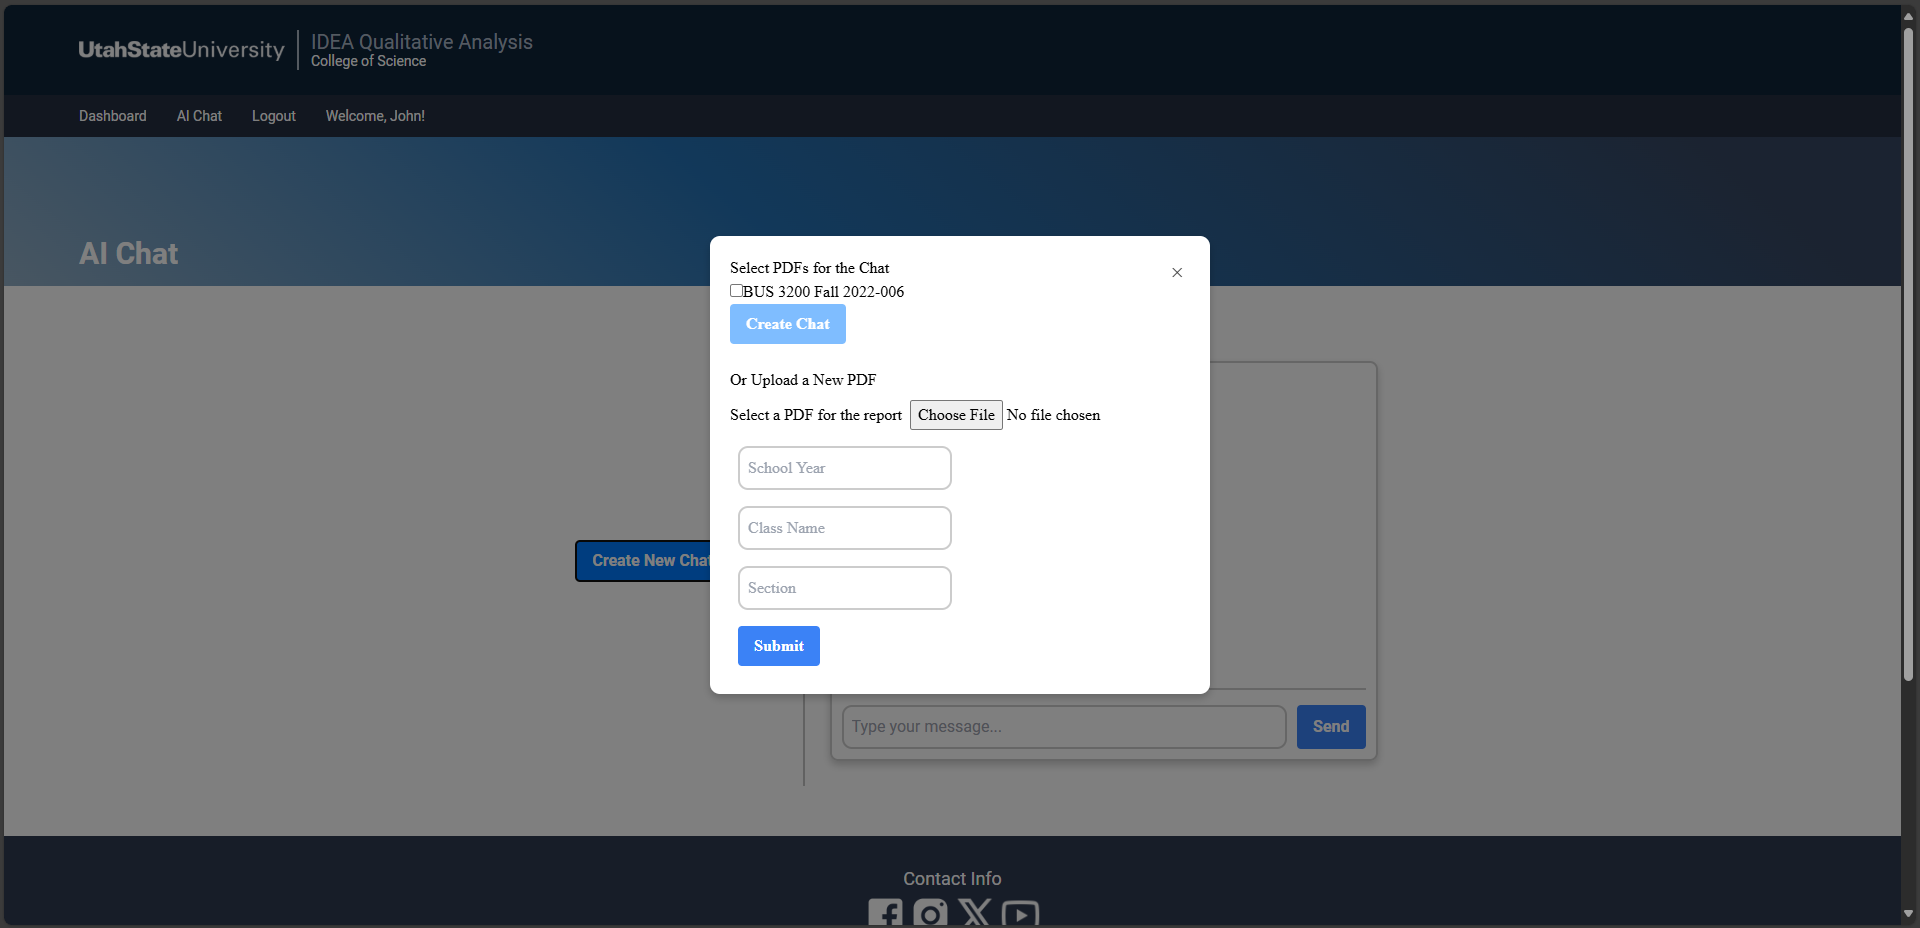 UtahStateUniversity
IDEA Qualitative Analysis
College of Science
Dashboard AI Chat Logout Welcome, John!
AI Chat
Select PDFs for the Chat
×
BUS 3200 Fall 2022-006
Create Chat
Or Upload a New PDF
Select a PDF for the report Choose File No file chosen
School Year
Class Name
Section
Submit
Create New Chat
Type your message...
Send
Contact Info